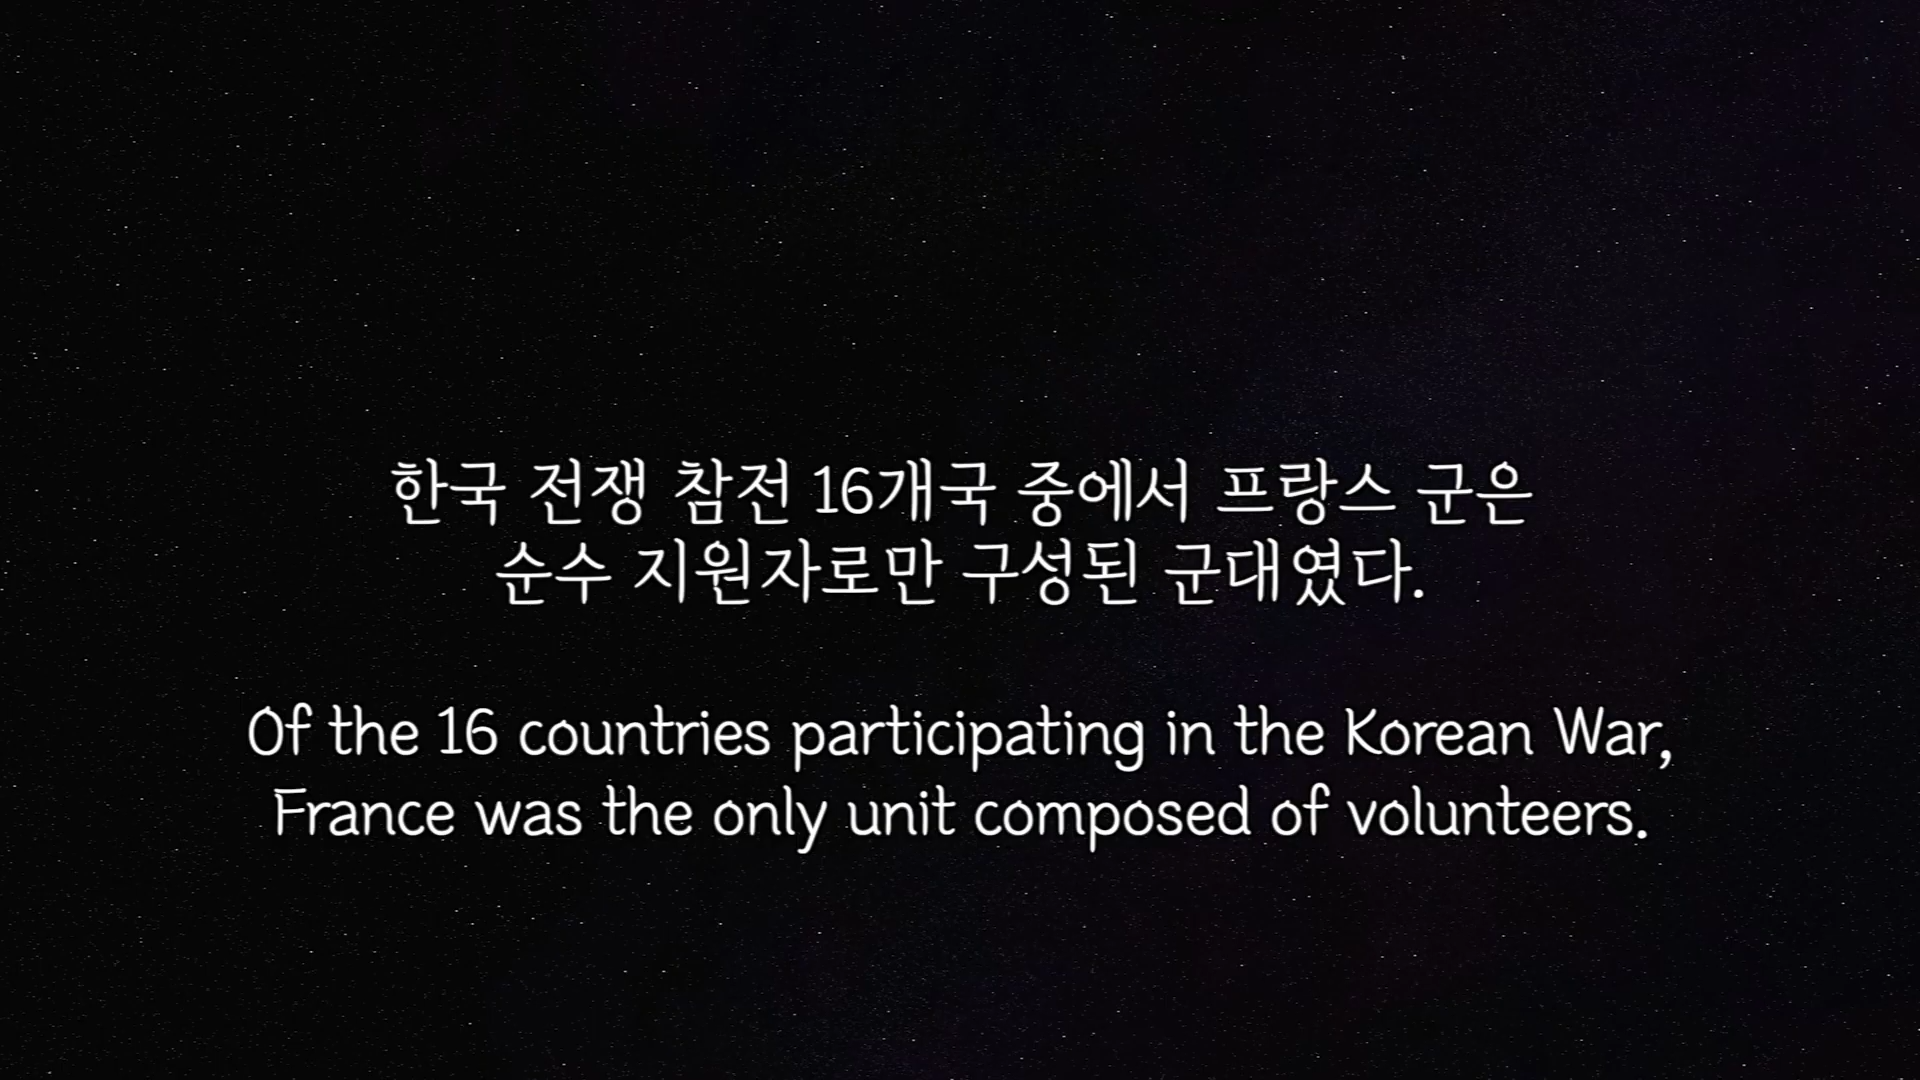 한국 전쟁 참전 16개국 중에서 프랑스 군은
순수 지원자로만 구성된 군대였다.
Of the 16 countries participating in the Korean War,
France was the only unit composed of volunteers.